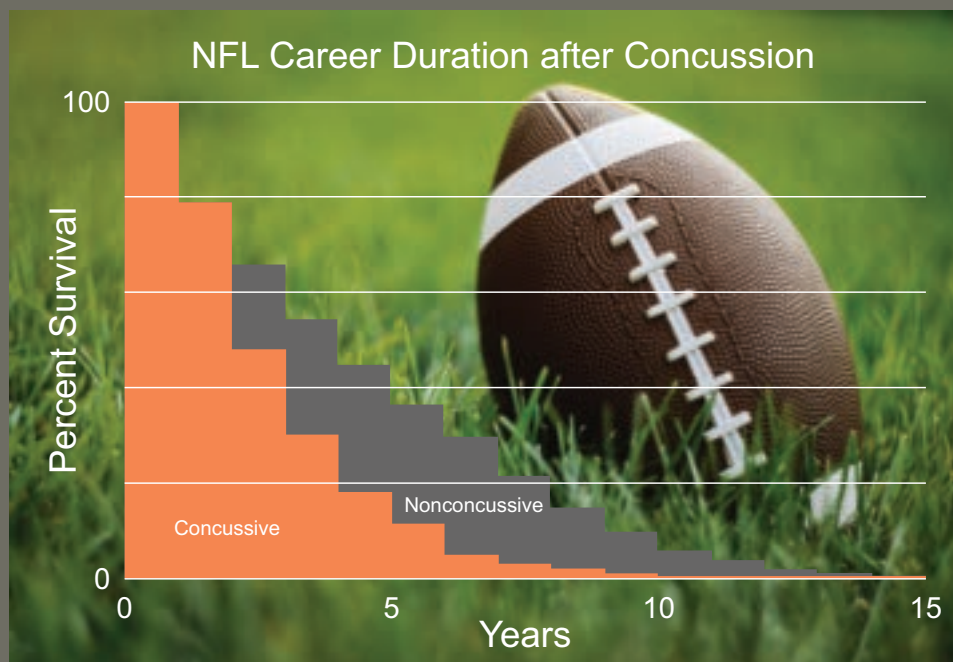 NFL Career Duration after Concussion
100
Percent Survival
Nonconcussive
Concussive
0
0 5 10 15
Years